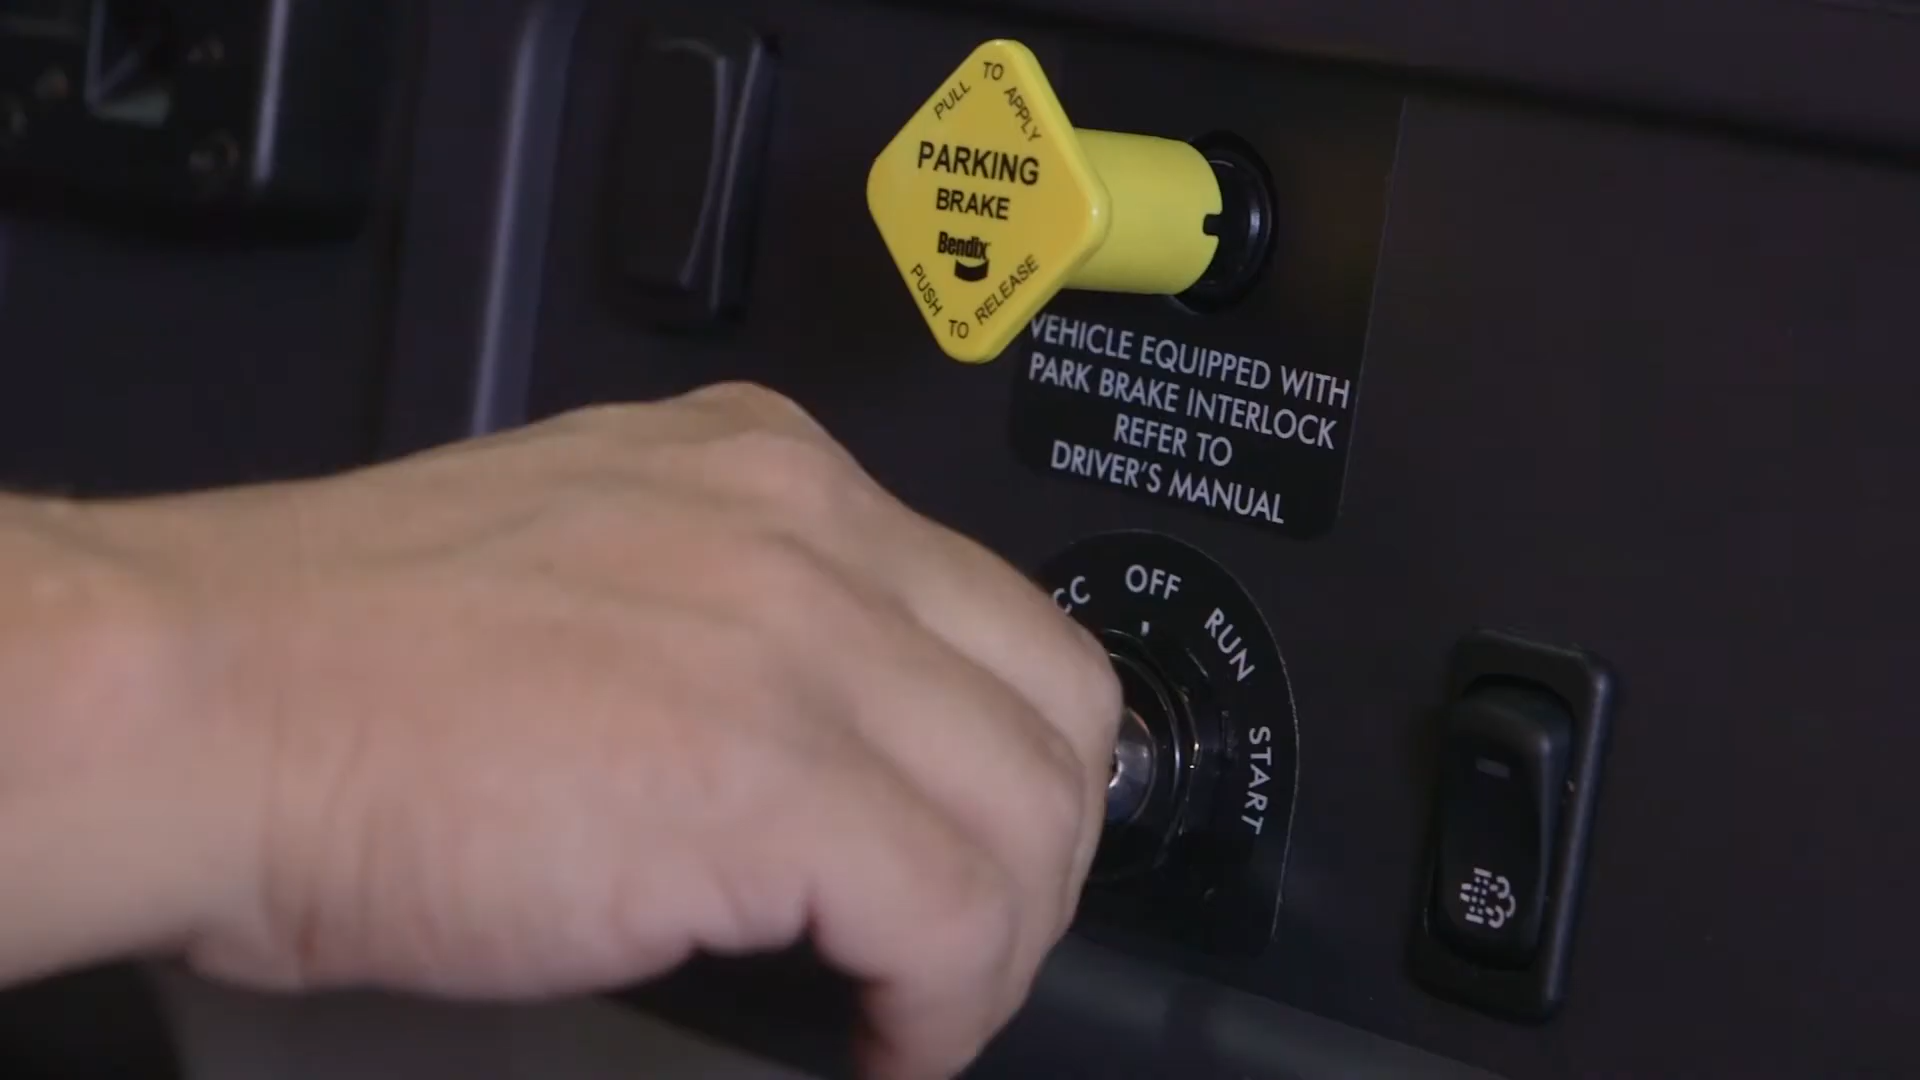 PULL TO APPLY
PARKING
BRAKE
Bendix
PUSH TO RELEASE
VEHICLE EQUIPPED WITH
PARK BRAKE INTERLOCK
REFER TO
DRIVER'S MANUAL
CC
OFF
RUN
START